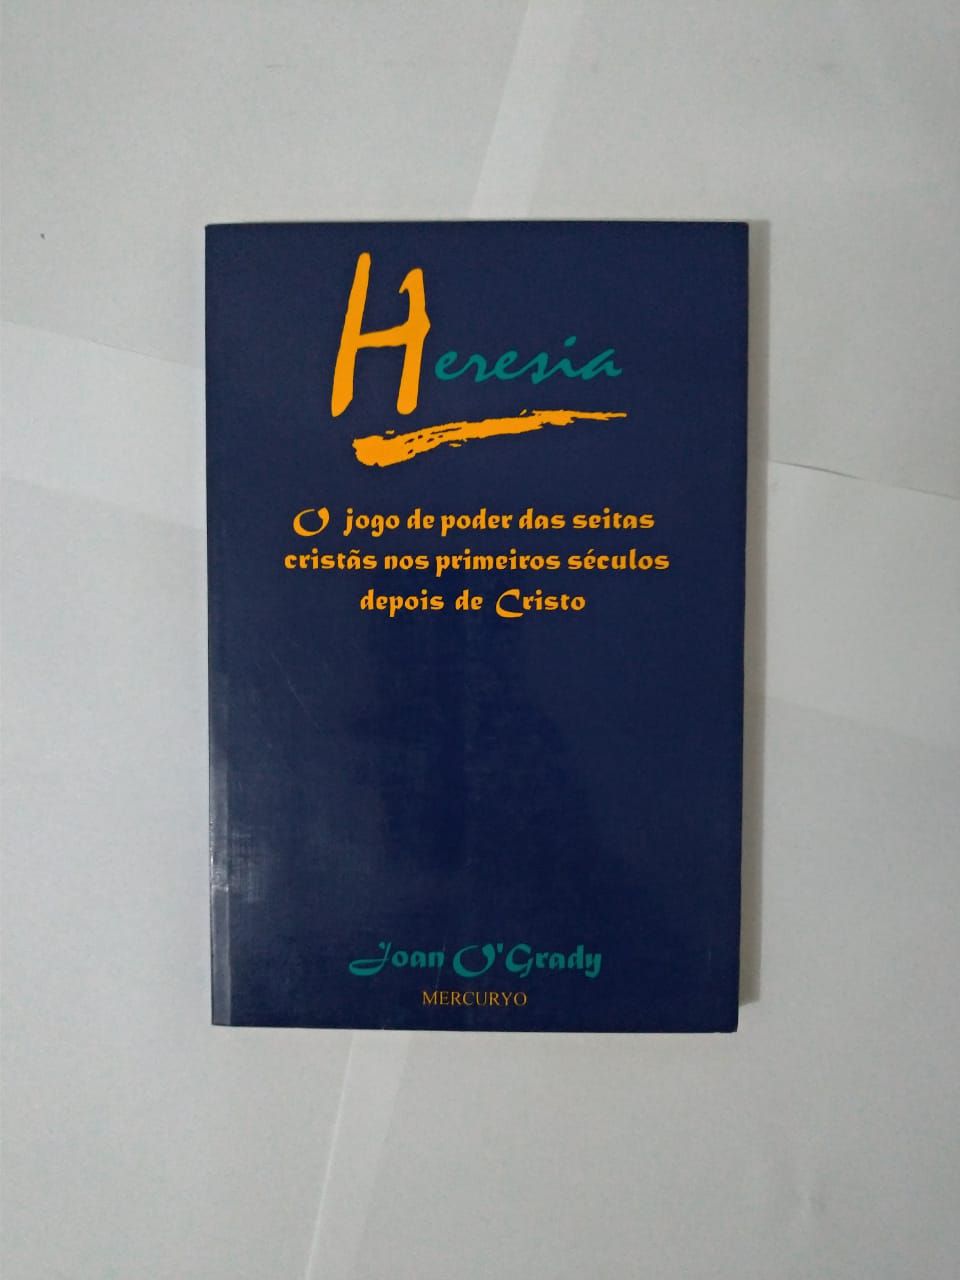 Heresia
O jogo de poder das seitas
cristãs nos primeiros séculos
depois de Cristo
Joan O'Grady
MERCURYO